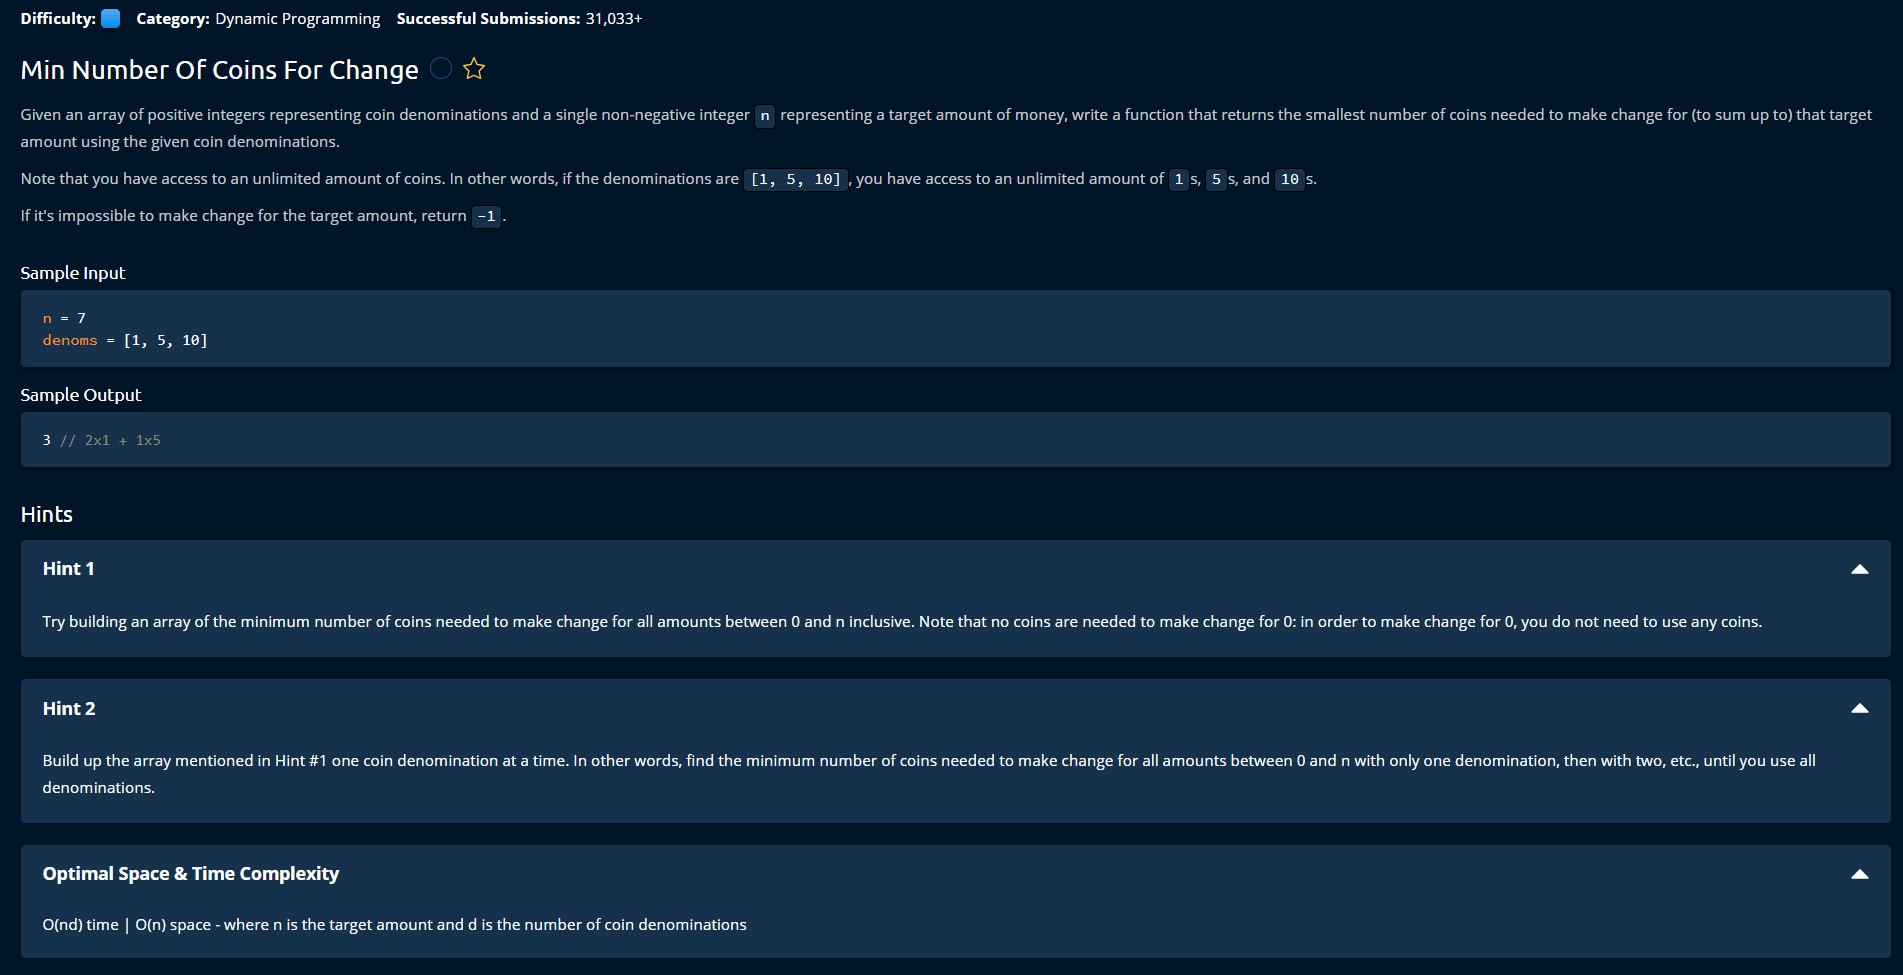 Difficulty: Category: Dynamic Programming Successful Submissions: 31,033+
Min Number Of Coins For Change
Given an array of positive integers representing coin denominations and a single non-negative integer n representing a target amount of money, write a function that returns the smallest number of coins needed to make change for (to sum up to) that target
amount using the given coin denominations.
Note that you have access to an unlimited amount of coins. In other words, if the denominations are [1, 5, 10], you have access to an unlimited amount of 1s, 5s, and 10s.
If it's impossible to make change for the target amount, return -1.
Sample Input
n = 7
denoms = [1, 5, 10]
Sample Output
3 // 2x1 + 1x5
Hints
Hint 1
Try building an array of the minimum number of coins needed to make change for all amounts between 0 and n inclusive. Note that no coins are needed to make change for 0: in order to make change for 0, you do not need to use any coins.
Hint 2
Build up the array mentioned in Hint #1 one coin denomination at a time. In other words, find the minimum number of coins needed to make change for all amounts between 0 and n with only one denomination, then with two, etc., until you use all
denominations.
Optimal Space & Time Complexity
O(nd) time | O(n) space - where n is the target amount and d is the number of coin denominations